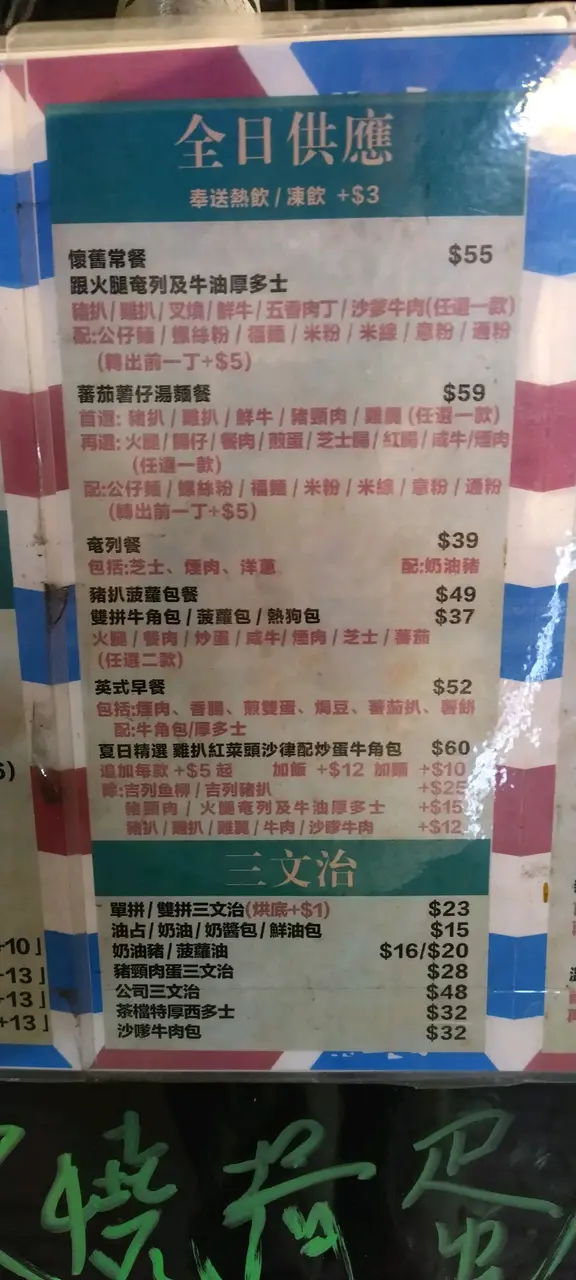 全日供應
奉送熱飲 / 凍飲 +$3
懷舊常餐 $55
跟火腿奄列及牛油厚多士
豬扒 / 雞扒 / 叉燒 / 鮮牛 / 五香肉丁 / 沙爹牛肉(任選一款)
配:公仔麵 / 螺絲粉 / 福麵 / 米粉 / 米線 / 意粉 / 通粉
(轉出前一丁+$5)
蕃茄薯仔湯麵餐 $59
首選: 豬扒 / 雞扒 / 鮮牛 / 豬頸肉 / 雞翼 (任選一款)
再選: 火腿 / 腸仔 / 餐肉 / 煎蛋 / 芝士腸 / 紅腸 / 咸牛/煙肉
(任選一款)
配:公仔麵 / 螺絲粉 / 福麵 / 米粉 / 米線 / 意粉 / 通粉
(轉出前一丁+$5)
奄列餐 $39
包括:芝士、煙肉、洋蔥 配:奶油豬
豬扒菠蘿包餐 $49
雙拼牛角包 / 菠蘿包 / 熱狗包 $37
火腿 / 餐肉 / 炒蛋 / 咸牛/ 煙肉 / 芝士 / 蕃茄
(任選二款)
英式早餐 $52
包括:煙肉、香腸、煎雙蛋、焗豆、蕃茄扒、薯餅
配:牛角包/厚多士
夏日精選 雞扒紅菜頭沙律配炒蛋牛角包 $60
追加每款 +$5 起 加飯 +$12 加麵 +$10
除:吉列魚柳 / 吉列豬扒 +$25
豬頸肉 / 火腿奄列及牛油厚多士 +$15
豬扒 / 雞扒 / 雞翼 / 牛肉 / 沙嗲牛肉 +$12
三文治
單拼 / 雙拼三文治(烘底+$1) $23
油占 / 奶油 / 奶醬包 / 鮮油包 $15
奶油豬 / 菠蘿油 $16/$20
豬頸肉蛋三文治 $28
公司三文治 $48
茶檔特厚西多士 $32
沙嗲牛肉包 $32
+10」
+13」
+13」
+13」
燒荷蛋